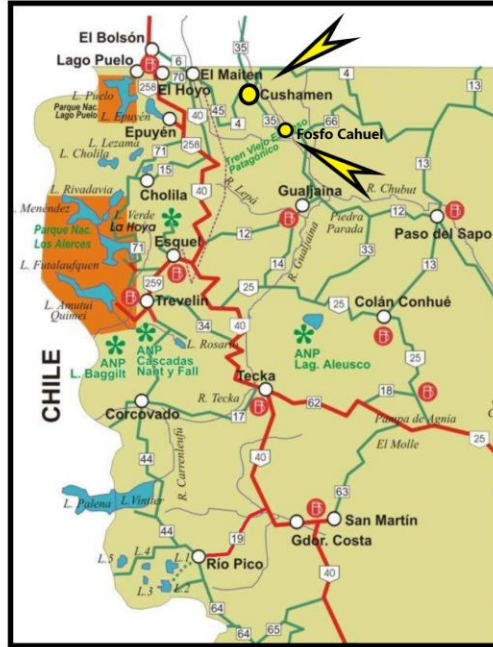 El Bolsón
Lago Puelo
6
35
258
70
El Maiten
4
13
L. Puelo
El Hoyo
Cushamen
Parque Nac.
Lago Puelo
L. Epuyén
45
35
66
Epuyén
4
Fosfo Cahuel
L. Lezama
258
Tren Viejo Expreso
Patagónico
71
L. Cholila
15
40
13
Cholila
R. Lepá
Gualjaina
R. Chubut
L. Rivadavia
Menéndez
L. Verde
La Hoya
Piedra
Parada
12
Parque Nac.
Los Alerces
71
Esquel
12
R. Gualjaina
33
Paso del Sapo
L. Futalaufquen
14
13
259
25
25
L. Amutui
Quimei
Trevelin
Colán Conhué
34
40
L. Rosario
ANP
L. Baggilt
ANP
Cascadas
Nant y Fall
ANP
Lag. Aleusco
25
CHILE
Tecka
R. Tecka
18
Corcovado
17
62
Pampa de Agnia
R. Carrenleufú
El Molle
25
44
40
L. Palena
L. Vintter
63
19
San Martín
44
Gdor. Costa
L.5
L.4
L.1
Río Pico
40
L.3
L.2
64
64
65
40